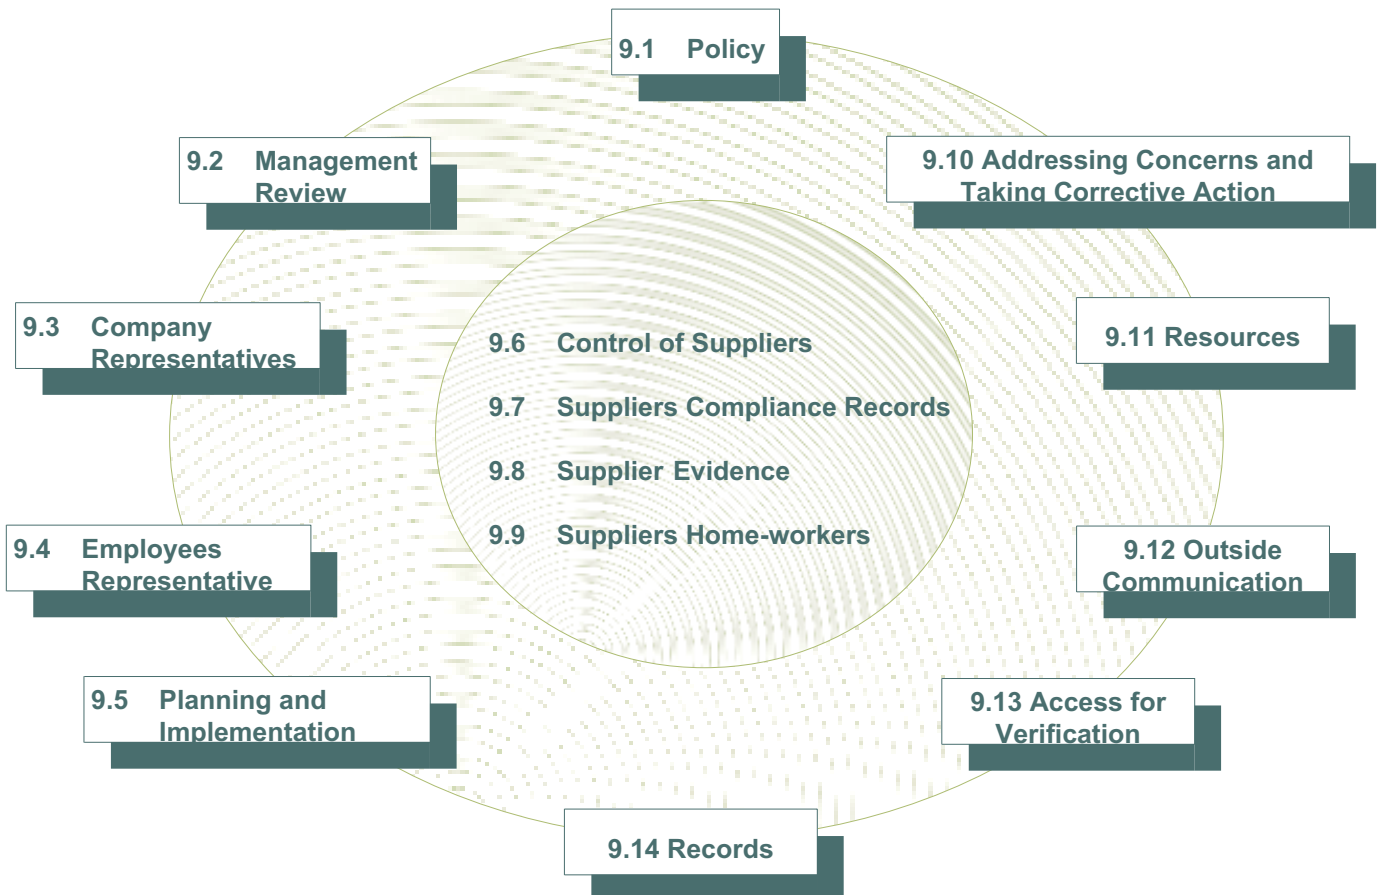 9.1 Policy
9.2 Management
Review
9.10 Addressing Concerns and
Taking Corrective Action
9.3 Company
Representatives
9.11 Resources
9.6 Control of Suppliers
9.7 Suppliers Compliance Records
9.8 Supplier Evidence
9.9 Suppliers Home-workers
9.4 Employees
Representative
9.12 Outside
Communication
9.5 Planning and
Implementation
9.13 Access for
Verification
9.14 Records